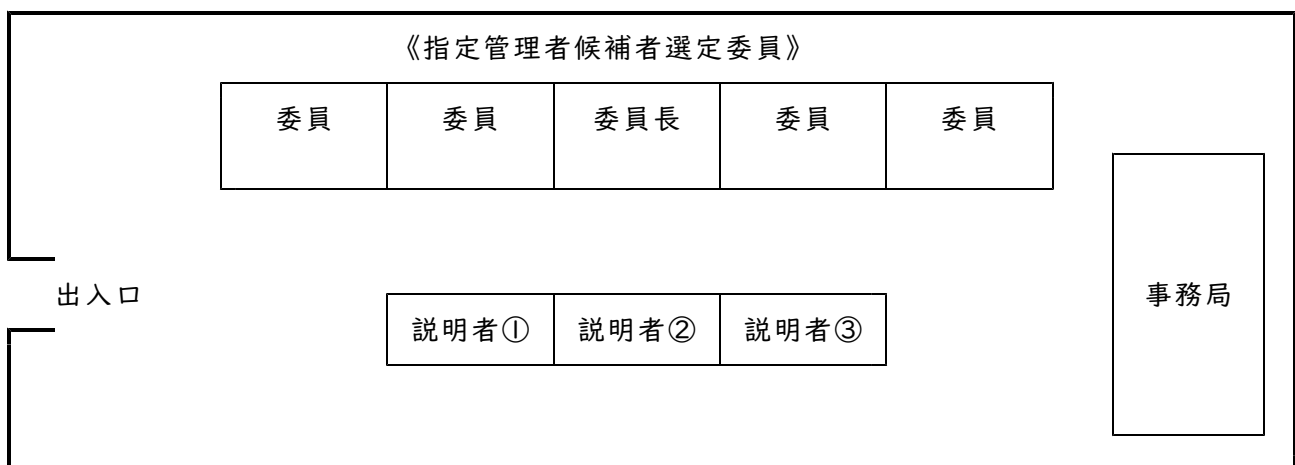 《指定管理者候補者選定委員》
委員 委員 委員長 委員 委員
出入口
事務局
説明者① 説明者② 説明者③